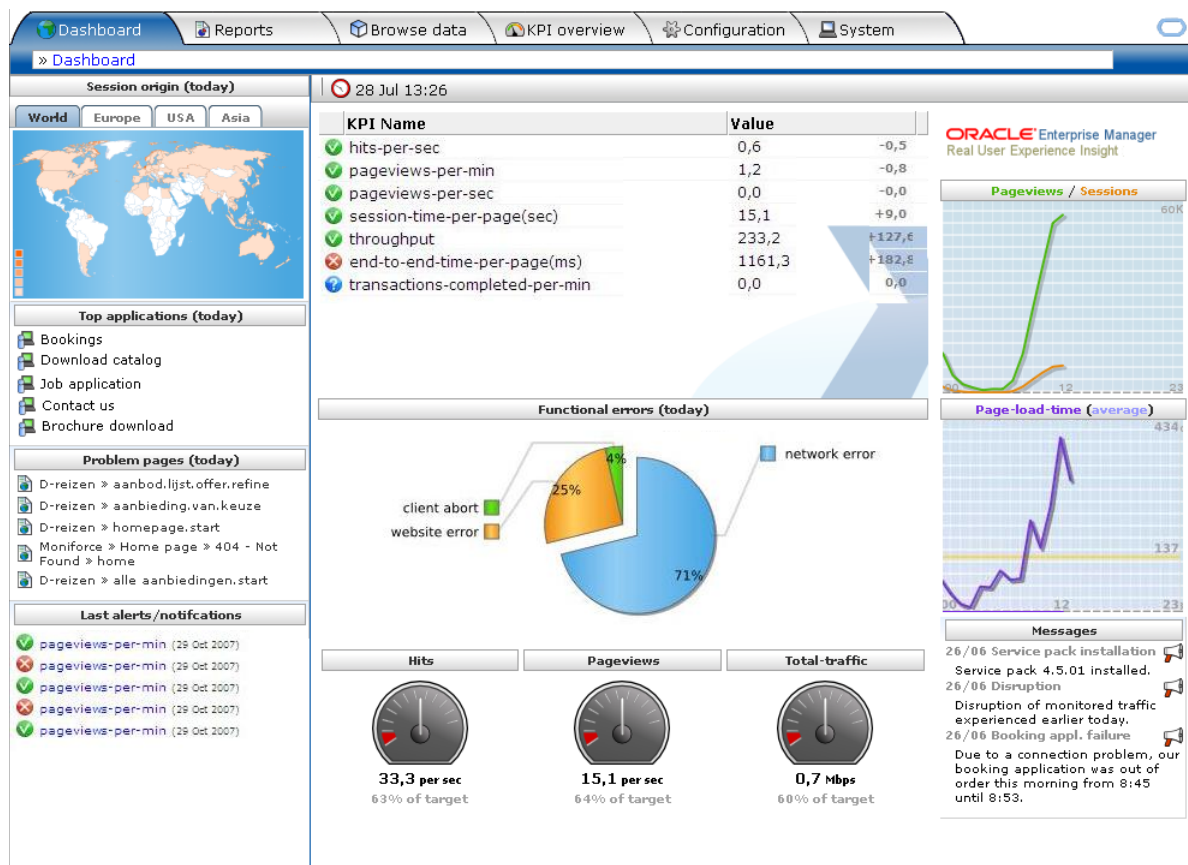 Dashboard
Reports
Browse data
KPI overview
Configuration
System
» Dashboard
Session origin (today)
World Europe USA Asia
Top applications (today)
Bookings
Download catalog
Job application
Contact us
Brochure download
Problem pages (today)
D-reizen » aanbod.lijst.offer.refine
D-reizen » aanbieding.van.keuze
D-reizen » homepage.start
Moniforce » Home page » 404 - Not
Found » home
D-reizen » alle aanbiedingen.start
Last alerts/notifcations
pageviews-per-min (29 Oct 2007)
pageviews-per-min (29 Oct 2007)
pageviews-per-min (29 Oct 2007)
pageviews-per-min (29 Oct 2007)
pageviews-per-min (29 Oct 2007)
28 Jul 13:26
KPI Name Value
hits-per-sec 0,6 -0,5
pageviews-per-min 1,2 -0,8
pageviews-per-sec 0,0 -0,0
session-time-per-page(sec) 15,1 +9,0
throughput 233,2 +127,6
end-to-end-time-per-page(ms) 1161,3 +182,8
transactions-completed-per-min 0,0 0,0
Functional errors (today)
4%
25%
71%
network error
client abort
website error
Hits
33,3 per sec
63% of target
Pageviews
15,1 per sec
64% of target
Total-traffic
0,7 Mbps
60% of target
ORACLE Enterprise Manager
Real User Experience Insight
Pageviews / Sessions
60K
00 12 23
Page-load-time (average)
434
137
00 12 23
Messages
26/06 Service pack installation
Service pack 4.5.01 installed.
26/06 Disruption
Disruption of monitored traffic
experienced earlier today.
26/06 Booking appl. failure
Due to a connection problem, our
booking application was out of
order this morning from 8:45
until 8:53.